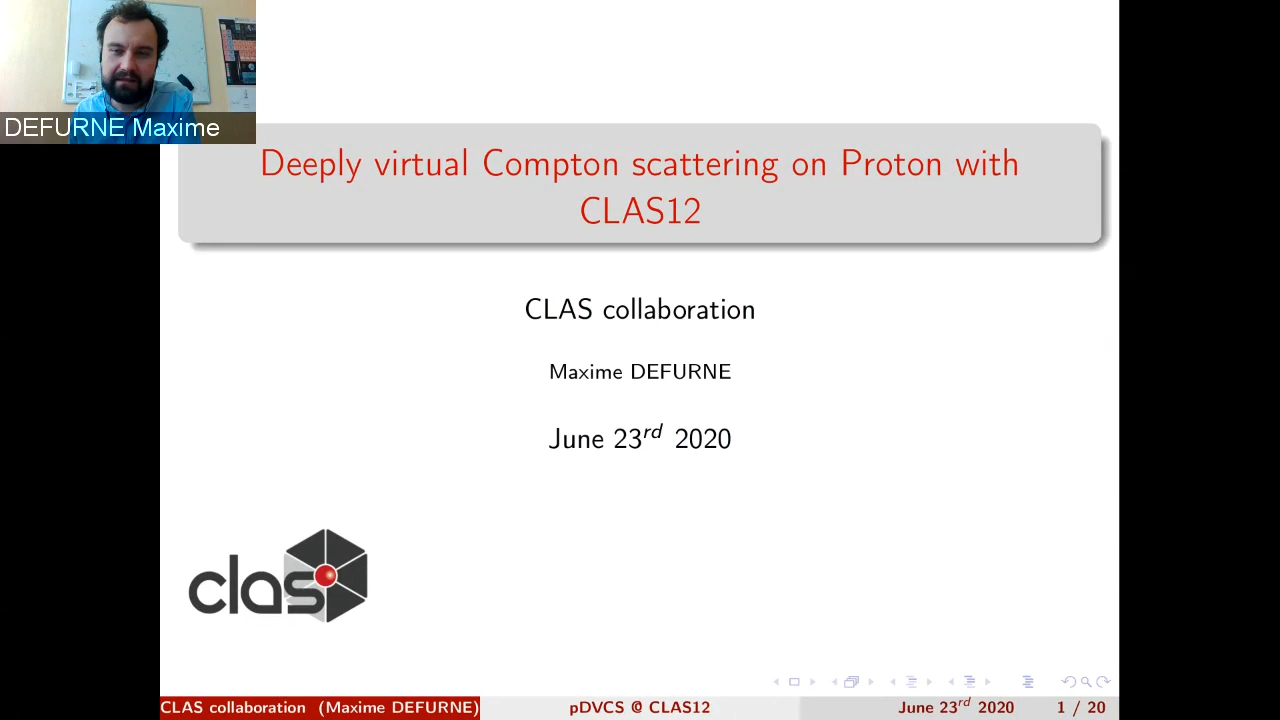 DEFURNE Maxime
Deeply virtual Compton scattering on Proton with
CLAS12
CLAS collaboration
Maxime DEFURNE
June 23rd 2020
clas
CLAS collaboration (Maxime DEFURNE)
pDVCS @ CLAS12
June 23rd 2020
1 / 20